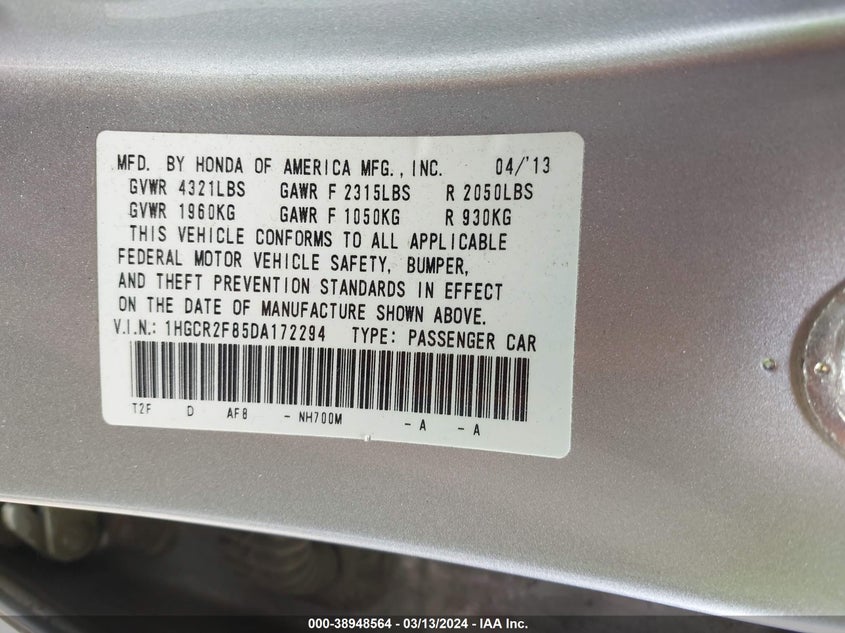 MFD. BY HONDA OF AMERICA MFG., INC. 04/'13
GVWR 4321LBS GAWR F 2315LBS R 2050LBS
GVWR 1960KG GAWR F 1050KG R 930KG
THIS VEHICLE CONFORMS TO ALL APPLICABLE
FEDERAL MOTOR VEHICLE SAFETY, BUMPER,
AND THEFT PREVENTION STANDARDS IN EFFECT
ON THE DATE OF MANUFACTURE SHOWN ABOVE.
V.I.N.: 1HGCR2F85DA172294 TYPE: PASSENGER CAR
T2F D AF8 - NH700M - A - A
000-38948564 / 03/13/2024 - IAA Inc.